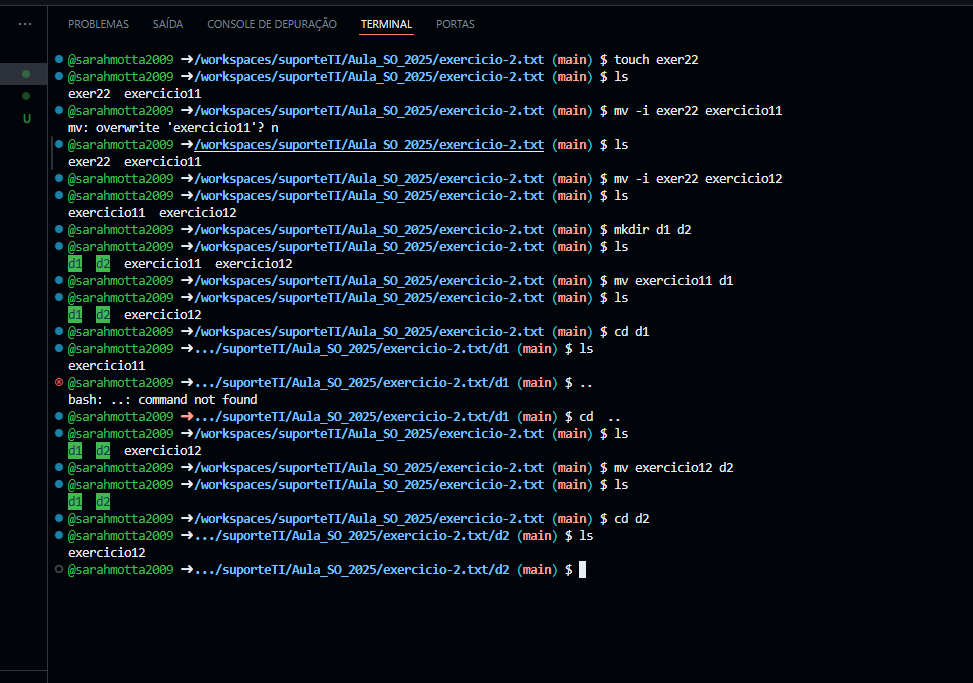 ···
PROBLEMAS SAÍDA CONSOLE DE DEPURAÇÃO TERMINAL PORTAS
@sarahmotta2009 ➜/workspaces/suporteTI/Aula_SO_2025/exercicio-2.txt (main) $ touch exer22
@sarahmotta2009 ➜/workspaces/suporteTI/Aula_SO_2025/exercicio-2.txt (main) $ ls
exer22  exercicio11
@sarahmotta2009 ➜/workspaces/suporteTI/Aula_SO_2025/exercicio-2.txt (main) $ mv -i exer22 exercicio11
U
mv: overwrite 'exercicio11'? n
@sarahmotta2009 ➜/workspaces/suporteTI/Aula_SO_2025/exercicio-2.txt (main) $ ls
exer22  exercicio11
@sarahmotta2009 ➜/workspaces/suporteTI/Aula_SO_2025/exercicio-2.txt (main) $ mv -i exer22 exercicio12
@sarahmotta2009 ➜/workspaces/suporteTI/Aula_SO_2025/exercicio-2.txt (main) $ ls
exercicio11  exercicio12
@sarahmotta2009 ➜/workspaces/suporteTI/Aula_SO_2025/exercicio-2.txt (main) $ mkdir d1 d2
@sarahmotta2009 ➜/workspaces/suporteTI/Aula_SO_2025/exercicio-2.txt (main) $ ls
d1  d2  exercicio11  exercicio12
@sarahmotta2009 ➜/workspaces/suporteTI/Aula_SO_2025/exercicio-2.txt (main) $ mv exercicio11 d1
@sarahmotta2009 ➜/workspaces/suporteTI/Aula_SO_2025/exercicio-2.txt (main) $ ls
d1  d2  exercicio12
@sarahmotta2009 ➜/workspaces/suporteTI/Aula_SO_2025/exercicio-2.txt (main) $ cd d1
@sarahmotta2009 ➜.../suporteTI/Aula_SO_2025/exercicio-2.txt/d1 (main) $ ls
exercicio11
@sarahmotta2009 ➜.../suporteTI/Aula_SO_2025/exercicio-2.txt/d1 (main) $ ..
bash: ..: command not found
@sarahmotta2009 ➜.../suporteTI/Aula_SO_2025/exercicio-2.txt/d1 (main) $ cd  ..
@sarahmotta2009 ➜/workspaces/suporteTI/Aula_SO_2025/exercicio-2.txt (main) $ ls
d1  d2  exercicio12
@sarahmotta2009 ➜/workspaces/suporteTI/Aula_SO_2025/exercicio-2.txt (main) $ mv exercicio12 d2
@sarahmotta2009 ➜/workspaces/suporteTI/Aula_SO_2025/exercicio-2.txt (main) $ ls
d1  d2
@sarahmotta2009 ➜/workspaces/suporteTI/Aula_SO_2025/exercicio-2.txt (main) $ cd d2
@sarahmotta2009 ➜.../suporteTI/Aula_SO_2025/exercicio-2.txt/d2 (main) $ ls
exercicio12
@sarahmotta2009 ➜.../suporteTI/Aula_SO_2025/exercicio-2.txt/d2 (main) $